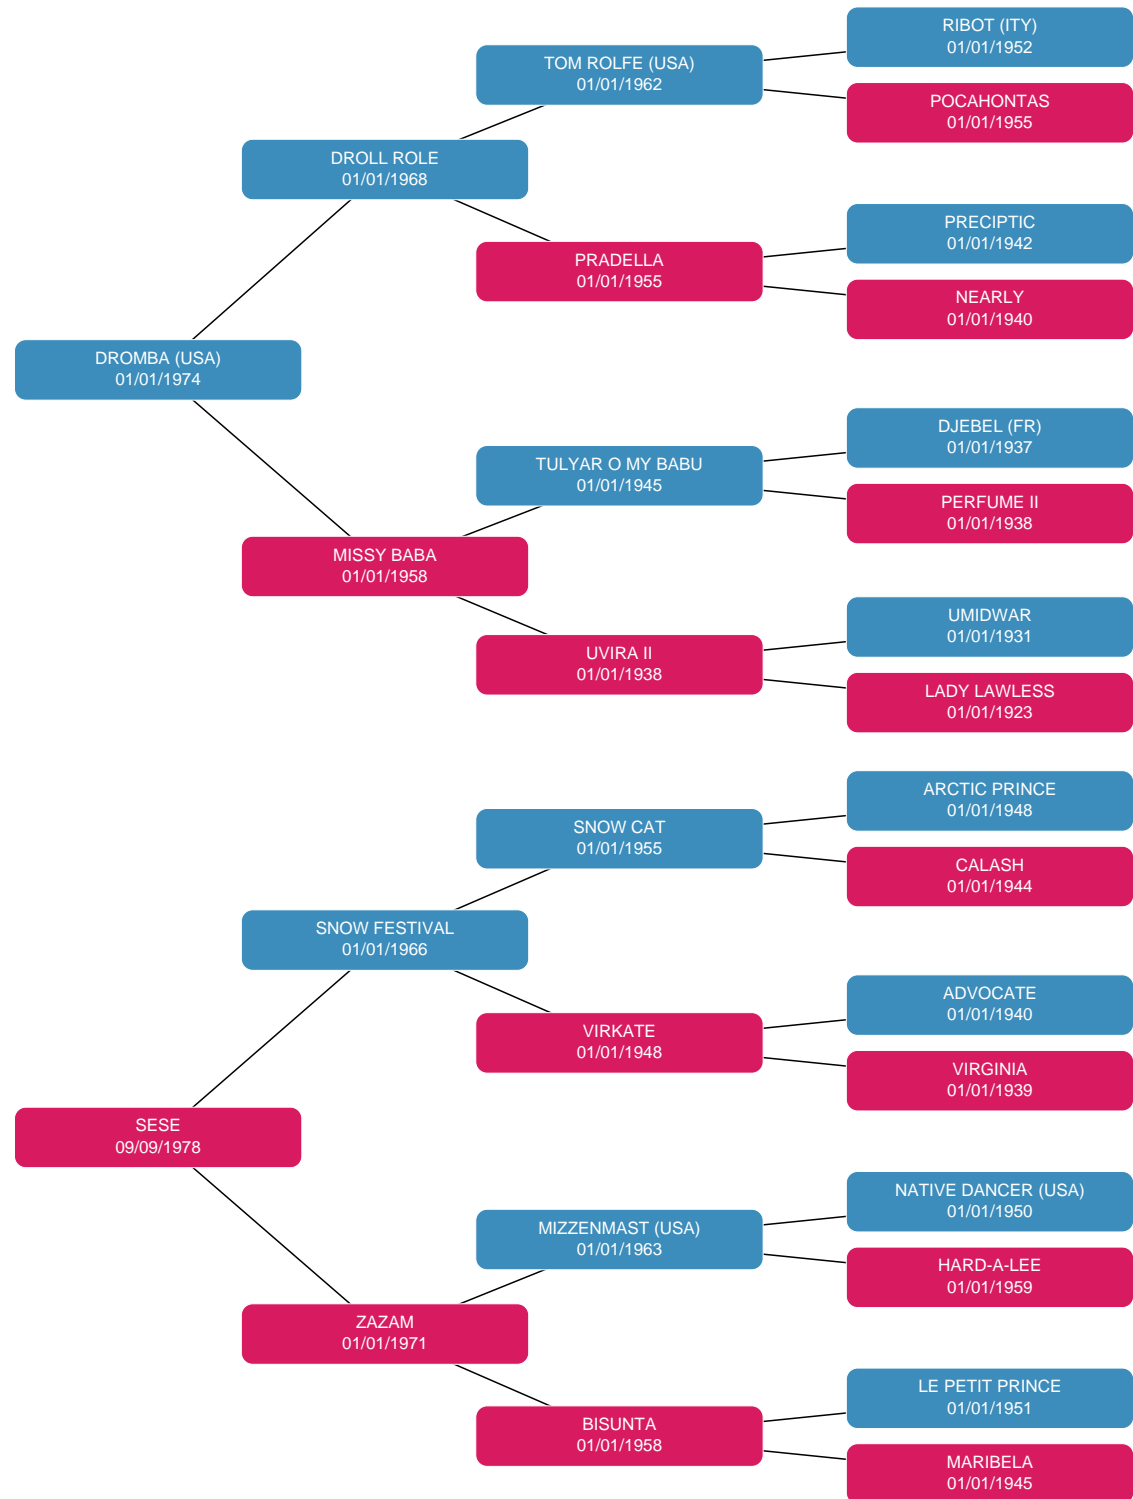 RIBOT (ITY)
01/01/1952
TOM ROLFE (USA)
01/01/1962
POCAHONTAS
01/01/1955
DROLL ROLE
01/01/1968
PRECIPTIC
01/01/1942
PRADELLA
01/01/1955
NEARLY
01/01/1940
DROMBA (USA)
01/01/1974
DJEBEL (FR)
01/01/1937
TULYAR O MY BABU
01/01/1945
PERFUME II
01/01/1938
MISSY BABA
01/01/1958
UMIDWAR
01/01/1931
UVIRA II
01/01/1938
LADY LAWLESS
01/01/1923
ARCTIC PRINCE
01/01/1948
SNOW CAT
01/01/1955
CALASH
01/01/1944
SNOW FESTIVAL
01/01/1966
ADVOCATE
01/01/1940
VIRKATE
01/01/1948
VIRGINIA
01/01/1939
SESE
09/09/1978
NATIVE DANCER (USA)
01/01/1950
MIZZENMAST (USA)
01/01/1963
HARD-A-LEE
01/01/1959
ZAZAM
01/01/1971
LE PETIT PRINCE
01/01/1951
BISUNTA
01/01/1958
MARIBELA
01/01/1945